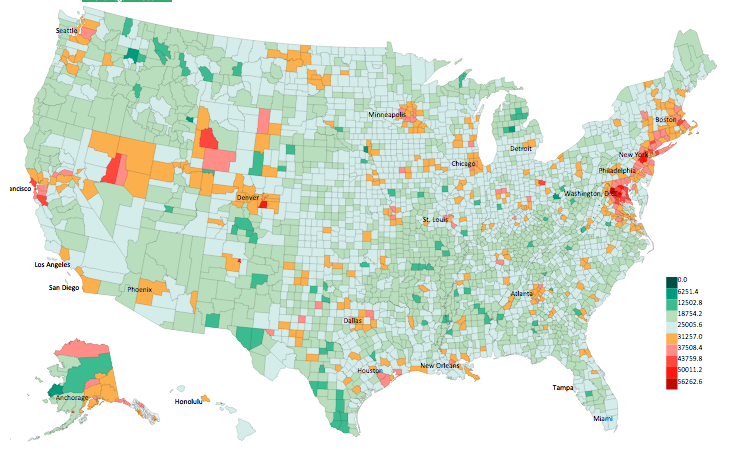 Seattle
Minneapolis
Boston
Detroit
New York
Chicago
Philadelphia
ancisco
Denver
Washington, D.C.
St. Louis
Los Angeles
San Diego
Phoenix
Atlanta
Dallas
Houston
New Orleans
Tampa
Anchorage
Honolulu
Miami
0.0
6251.4
12502.8
18754.2
25005.6
31257.0
37508.4
43759.8
50011.2
56262.6